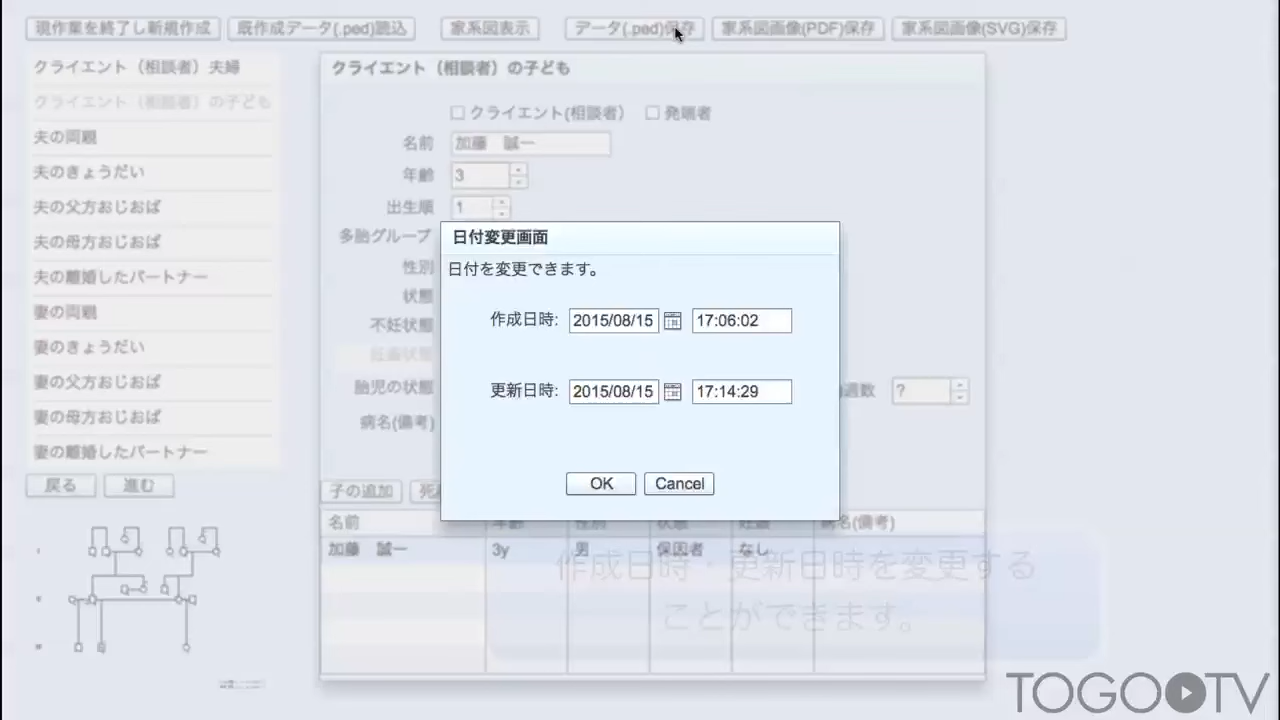 現作業を終了し新規作成 既作成データ(.ped)読込 家系図表示 データ(.ped)保存 家系図画像(PDF)保存 家系図画像(SVG)保存
クライエント（相談者）夫婦
クライエント（相談者）の子ども
夫の両親
夫のきょうだい
夫の父方おじおば
夫の母方おじおば
夫の離婚したパートナー
妻の両親
妻のきょうだい
妻の父方おじおば
妻の母方おじおば
妻の離婚したパートナー
戻る 進む
クライエント（相談者）の子ども
クライエント(相談者) 発端者
名前 加藤 誠一
年齢 3
出生順 1
多胎グループ
性別
状態
不妊状態
妊娠状態
胎児の状態 週数 ?
病名(備考)
日付変更画面
日付を変更できます。
作成日時: 2015/08/15 17:06:02
更新日時: 2015/08/15 17:14:29
OK Cancel
子の追加
名前 年齢 性別 状態 妊娠 病名(備考)
加藤 誠一 3y 男 保因者 なし
作成日時・更新日時を変更する
ことができます。
TOGOTV